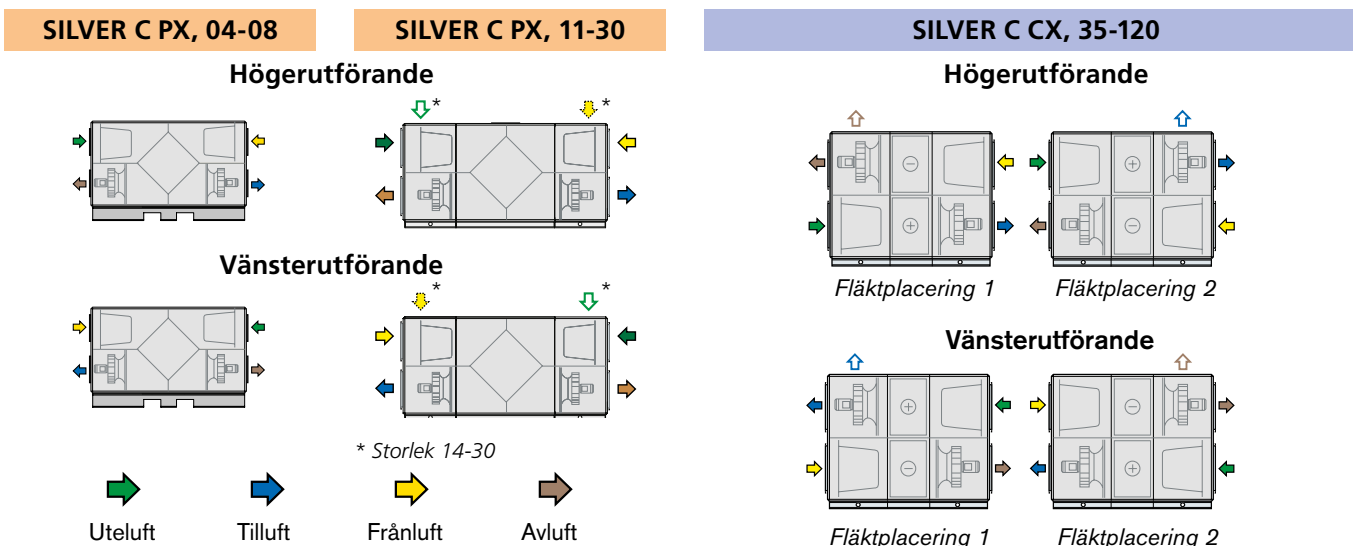 SILVER C PX, 04-08
SILVER C PX, 11-30
SILVER C CX, 35-120
Högerutförande
Högerutförande
*
*
Fläktplacering 1
Fläktplacering 2
Vänsterutförande
*
*
Vänsterutförande
* Storlek 14-30
Uteluft
Tilluft
Frånluft
Avluft
Fläktplacering 1
Fläktplacering 2